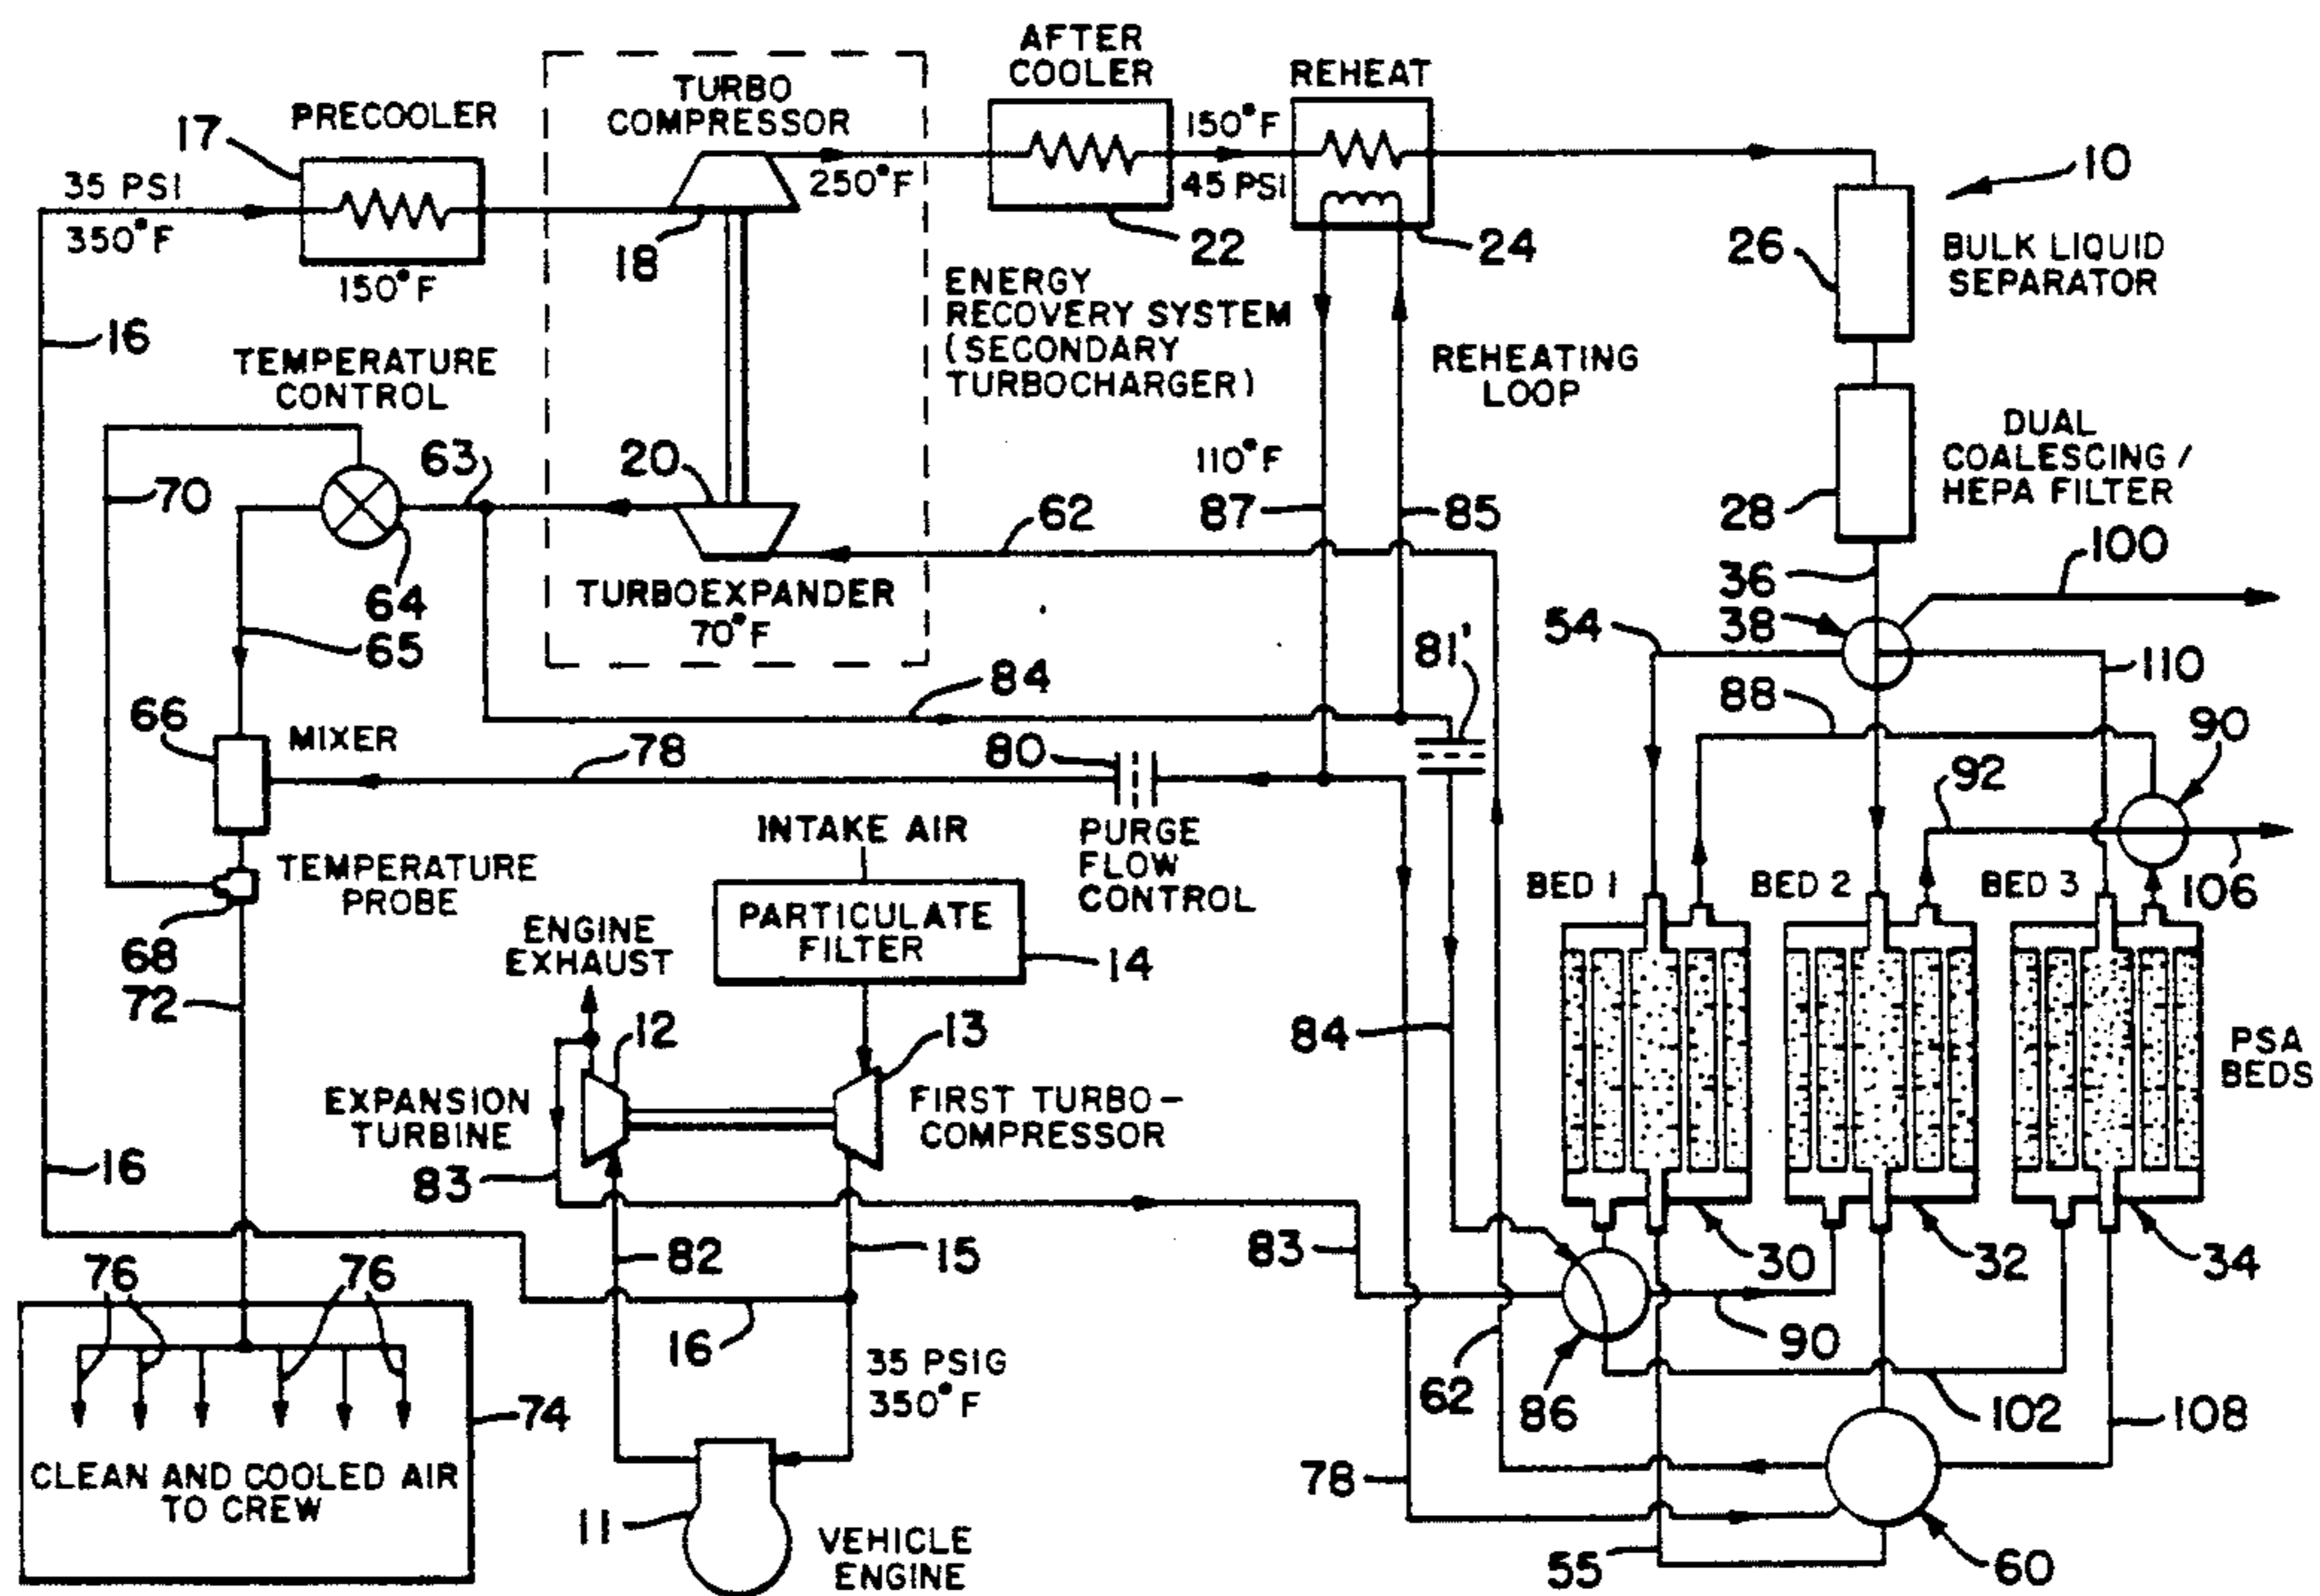 AFTER
COOLER
REHEAT
PRECOOLER
TURBO
COMPRESSOR
17
35 PSI
350°F
150°F
18
250°F
22
150°F
45 PSI
24
10
26
BULK LIQUID
SEPARATOR
ENERGY
RECOVERY SYSTEM
(SECONDARY
TURBOCHARGER)
REHEATING
LOOP
16
TEMPERATURE
CONTROL
63
20
70
64
65
TURBOEXPANDER
70°F
62
110°F
87
85
28
DUAL
COALESCING /
HEPA FILTER
36
38
100
54
110
81'
88
90
84
66
MIXER
78
80
PURGE
FLOW
CONTROL
92
106
INTAKE AIR
PARTICULATE
FILTER
14
TEMPERATURE
PROBE
68
72
ENGINE
EXHAUST
BED 1
BED 2
BED 3
12
13
84
PSA
BEDS
EXPANSION
TURBINE
FIRST TURBO-
COMPRESSOR
16
83
82
15
83
30
32
34
76
76
16
35 PSIG
350°F
90
62
86
102
108
74
CLEAN AND COOLED AIR
TO CREW
11
VEHICLE
ENGINE
78
55
60